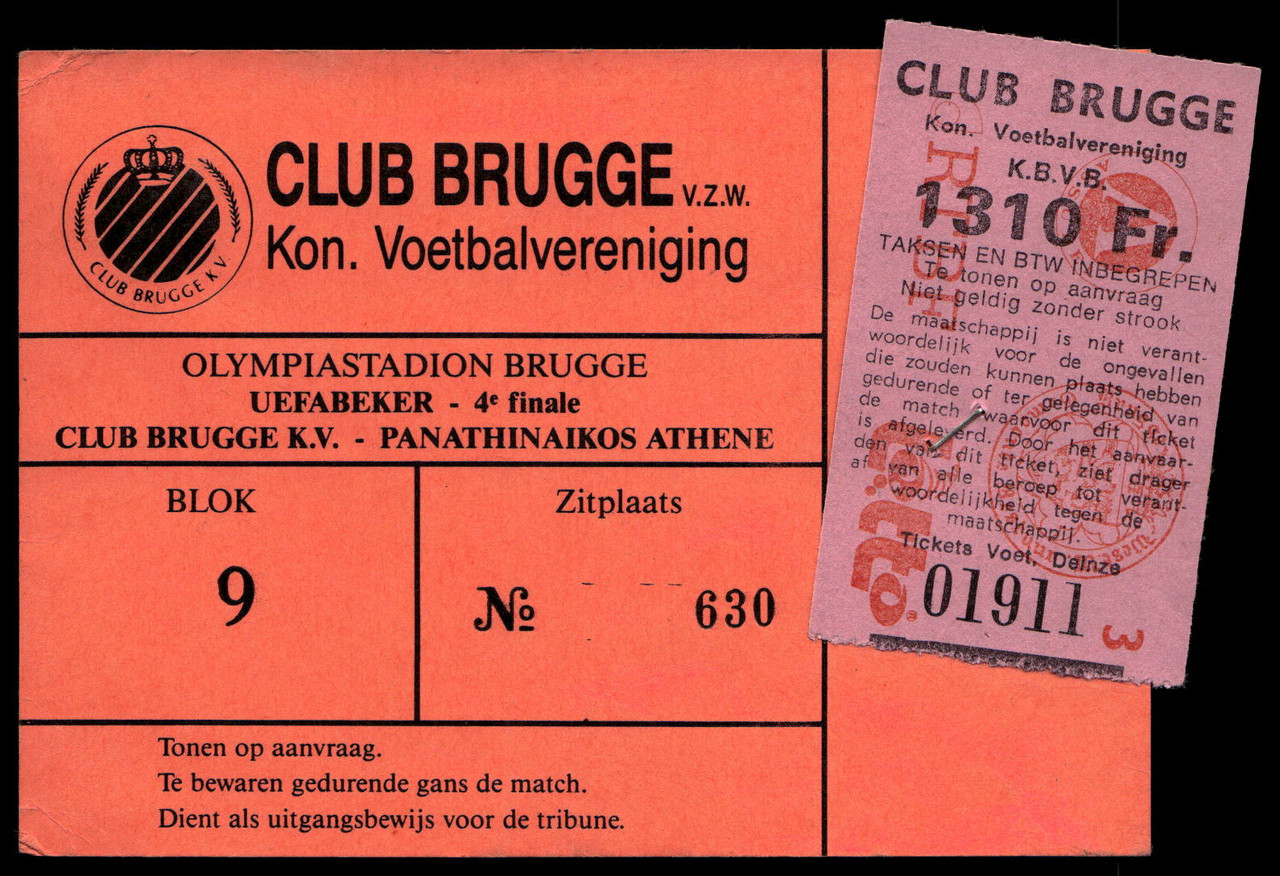 CLUB BRUGGE V.Z.W.
Kon. Voetbalvereniging
CLUB BRUGGE K V
OLYMPIASTADION BRUGGE
UEFABEKER - 4e finale
CLUB BRUGGE K.V. - PANATHINAIKOS ATHENE
BLOK
9
Zitplaats
No 630
Tonen op aanvraag.
Te bewaren gedurende gans de match.
Dient als uitgangsbewijs voor de tribune.
CLUB BRUGGE
Kon. Voetbalvereniging
K.B.V.B.
1310 Fr.
TAKSEN EN BTW INBEGREPEN
Te tonen op aanvraag
Niet geldig zonder strook
De maatschappij is niet verant-
woordelijk voor de ongevallen
die zouden kunnen plaats hebben
gedurende of ter gelegenheid van
de match waarvoor dit ticket
is afgeleverd. Door het aanvaar-
den van dit ticket, ziet drager
af van alle beroep tot verant-
woordelijkheid tegen de
maatschappij.
Tickets Voet, Deinze
01911
3
lotto